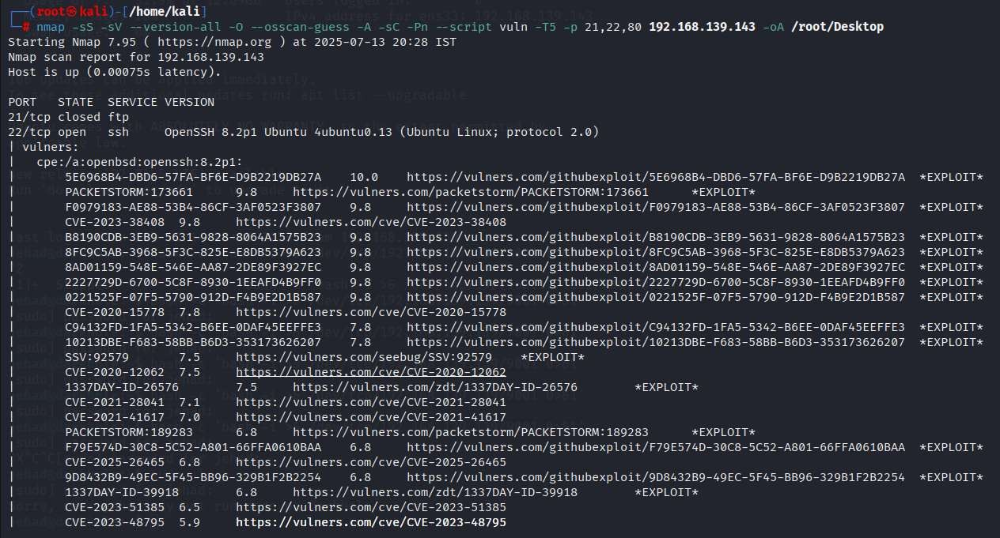 ┌──(root㉿kali)-[/home/kali]
└─# nmap -sS -sV --version-all -O --osscan-guess -A -sC -Pn --script vuln -T5 -p 21,22,80 192.168.139.143 -oA /root/Desktop
Starting Nmap 7.95 ( https://nmap.org ) at 2025-07-13 20:28 IST
Nmap scan report for 192.168.139.143
Host is up (0.00075s latency).
PORT STATE SERVICE VERSION
21/tcp closed ftp
22/tcp open ssh OpenSSH 8.2p1 Ubuntu 4ubuntu0.13 (Ubuntu Linux; protocol 2.0)
| vulners:
| cpe:/a:openbsd:openssh:8.2p1:
| 5E6968B4-DBD6-57FA-BF6E-D9B2219DB27A 10.0 https://vulners.com/githubexploit/5E6968B4-DBD6-57FA-BF6E-D9B2219DB27A *EXPLOIT*
| PACKETSTORM:173661 9.8 https://vulners.com/packetstorm/PACKETSTORM:173661 *EXPLOIT*
| F0979183-AE88-53B4-86CF-3AF0523F3807 9.8 https://vulners.com/githubexploit/F0979183-AE88-53B4-86CF-3AF0523F3807 *EXPLOIT*
| CVE-2023-38408 9.8 https://vulners.com/cve/CVE-2023-38408
| B8190CDB-3EB9-5631-9828-8064A1575B23 9.8 https://vulners.com/githubexploit/B8190CDB-3EB9-5631-9828-8064A1575B23 *EXPLOIT*
| 8FC9C5AB-3968-5F3C-825E-E8DB5379A623 9.8 https://vulners.com/githubexploit/8FC9C5AB-3968-5F3C-825E-E8DB5379A623 *EXPLOIT*
| 8AD01159-548E-546E-AA87-2DE89F3927EC 9.8 https://vulners.com/githubexploit/8AD01159-548E-546E-AA87-2DE89F3927EC *EXPLOIT*
| 2227729D-6700-5C8F-8930-1EEAFD4B9FF0 9.8 https://vulners.com/githubexploit/2227729D-6700-5C8F-8930-1EEAFD4B9FF0 *EXPLOIT*
| 0221525F-07F5-5790-912D-F4B9E2D1B587 9.8 https://vulners.com/githubexploit/0221525F-07F5-5790-912D-F4B9E2D1B587 *EXPLOIT*
| CVE-2020-15778 7.8 https://vulners.com/cve/CVE-2020-15778
| C94132FD-1FA5-5342-B6EE-0DAF45EEFFE3 7.8 https://vulners.com/githubexploit/C94132FD-1FA5-5342-B6EE-0DAF45EEFFE3 *EXPLOIT*
| 10213DBE-F683-58BB-B6D3-353173626207 7.8 https://vulners.com/githubexploit/10213DBE-F683-58BB-B6D3-353173626207 *EXPLOIT*
| SSV:92579 7.5 https://vulners.com/seebug/SSV:92579 *EXPLOIT*
| CVE-2020-12062 7.5 https://vulners.com/cve/CVE-2020-12062
| 1337DAY-ID-26576 7.5 https://vulners.com/zdt/1337DAY-ID-26576 *EXPLOIT*
| CVE-2021-28041 7.1 https://vulners.com/cve/CVE-2021-28041
| CVE-2021-41617 7.0 https://vulners.com/cve/CVE-2021-41617
| PACKETSTORM:189283 6.8 https://vulners.com/packetstorm/PACKETSTORM:189283 *EXPLOIT*
| F79E574D-30C8-5C52-A801-66FFA0610BAA 6.8 https://vulners.com/githubexploit/F79E574D-30C8-5C52-A801-66FFA0610BAA *EXPLOIT*
| CVE-2025-26465 6.8 https://vulners.com/cve/CVE-2025-26465
| 9D8432B9-49EC-5F45-BB96-329B1F2B2254 6.8 https://vulners.com/githubexploit/9D8432B9-49EC-5F45-BB96-329B1F2B2254 *EXPLOIT*
| 1337DAY-ID-39918 6.8 https://vulners.com/zdt/1337DAY-ID-39918 *EXPLOIT*
| CVE-2023-51385 6.5 https://vulners.com/cve/CVE-2023-51385
| CVE-2023-48795 5.9 https://vulners.com/cve/CVE-2023-48795